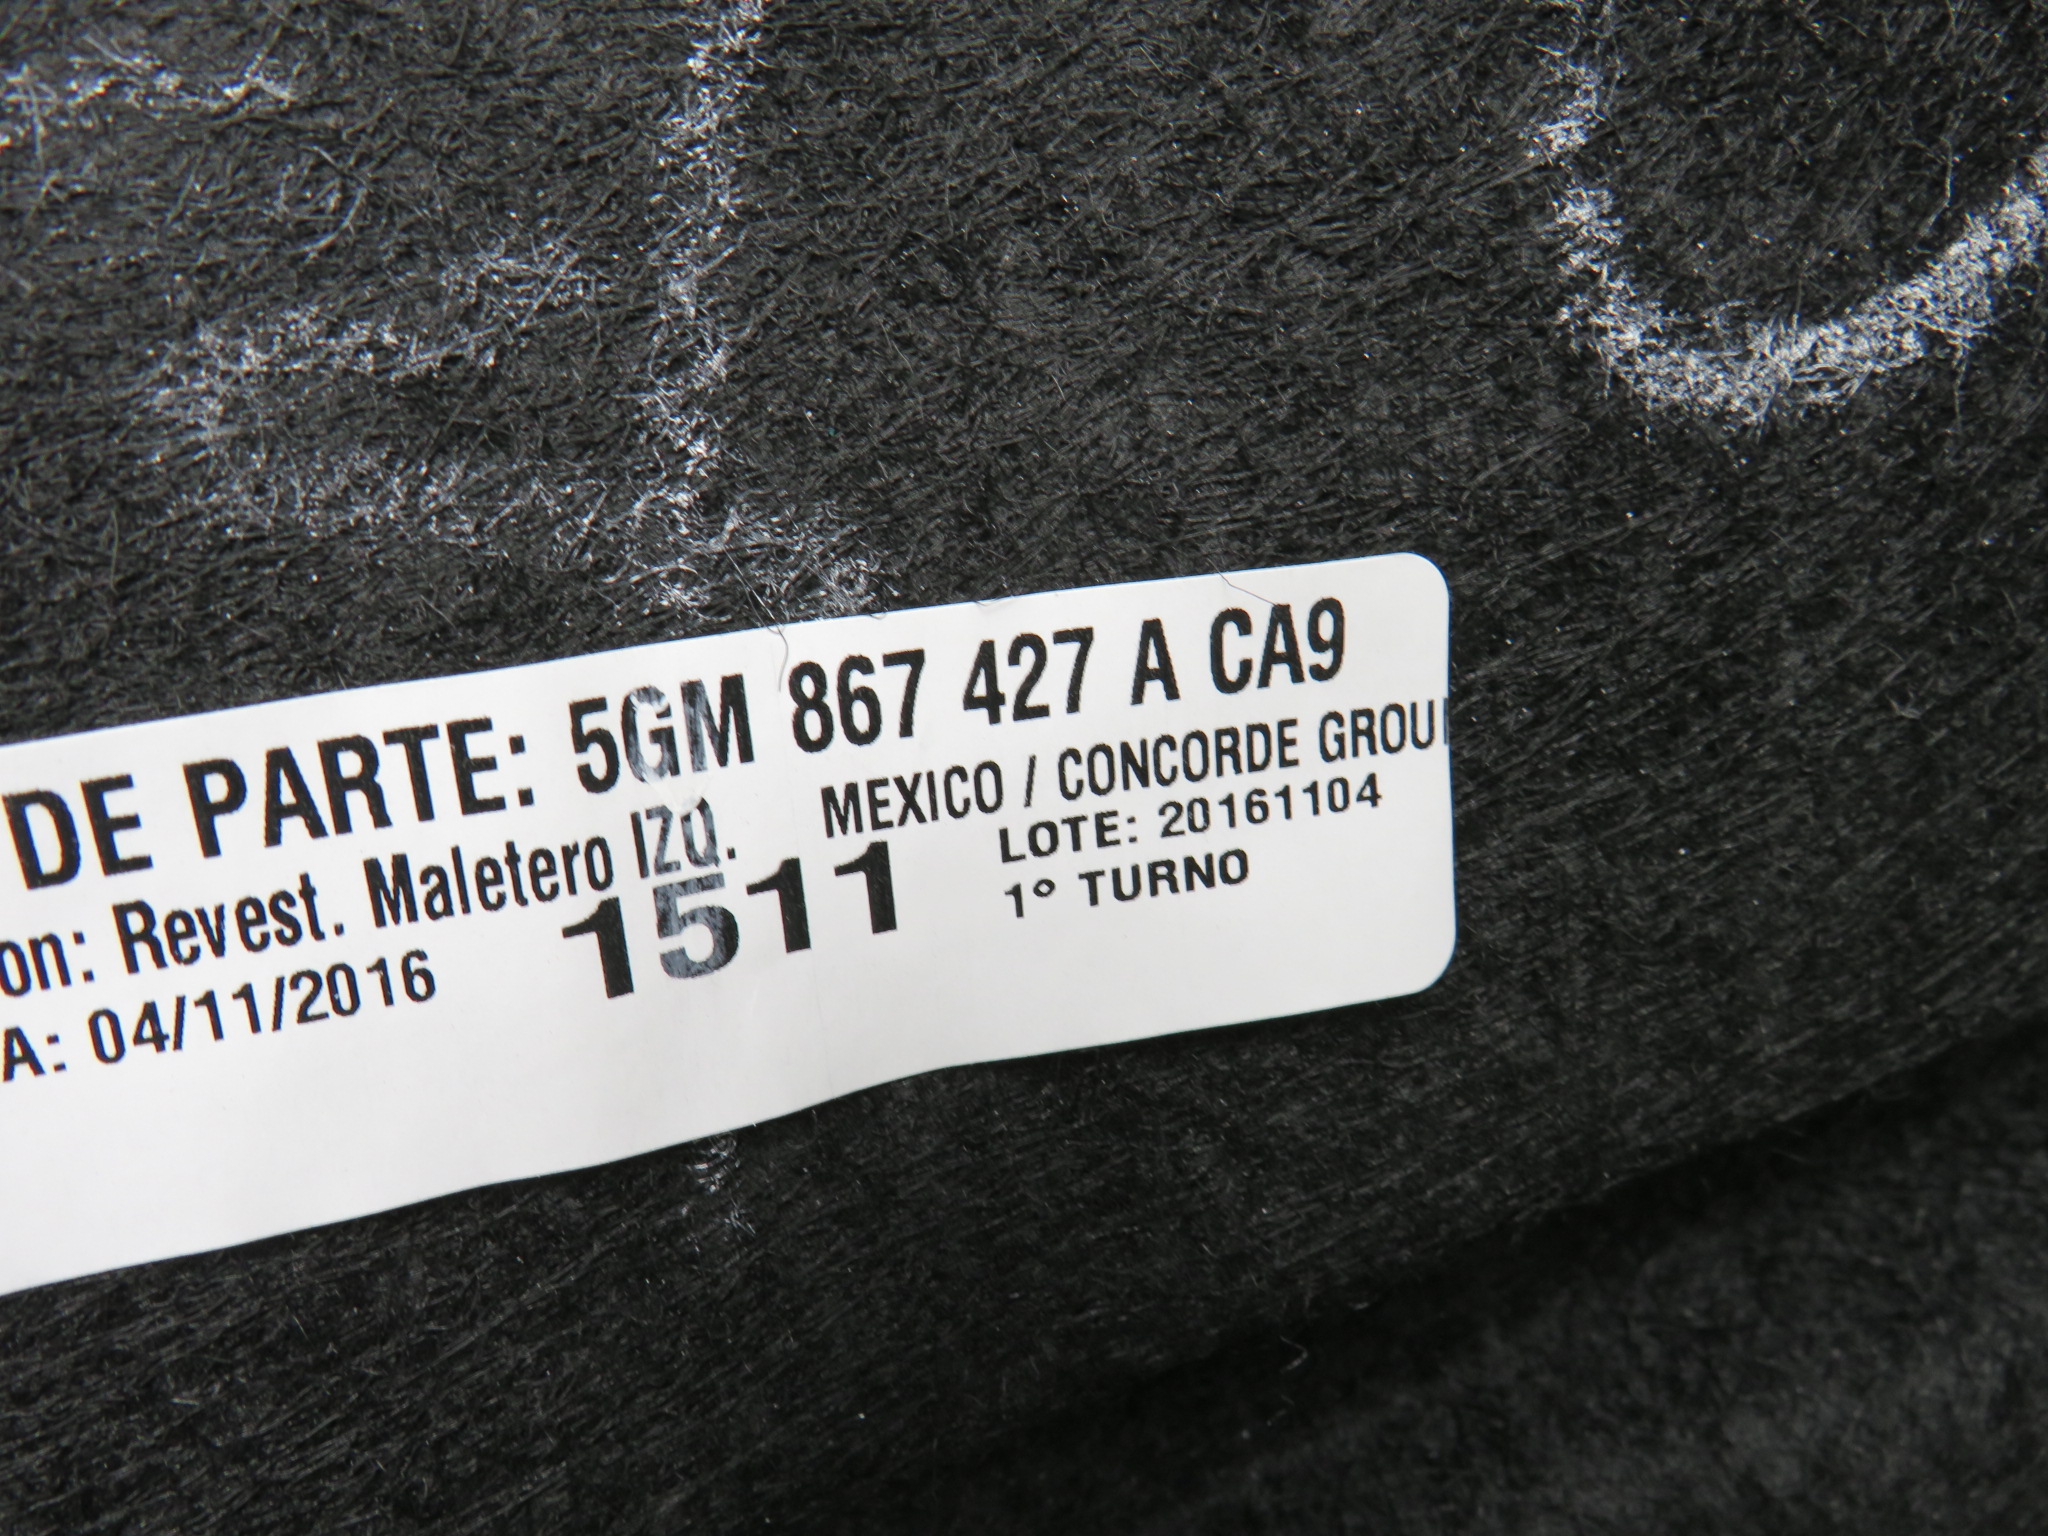 DE PARTE: 5GM 867 427 A CA9
on: Revest. Maletero IZQ. MEXICO / CONCORDE GROU
A: 04/11/2016 1511 LOTE: 20161104
1° TURNO